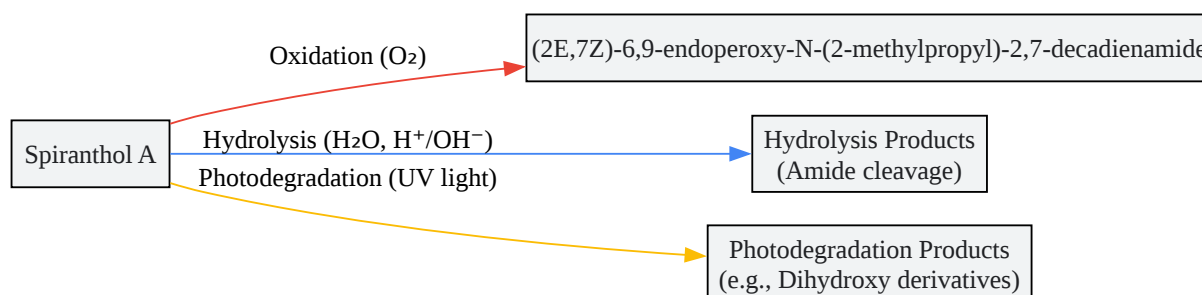 Oxidation (O₂)
(2E,7Z)-6,9-endoperoxy-N-(2-methylpropyl)-2,7-decadienamide
Spiranthol A
Hydrolysis (H₂O, H⁺/OH⁻)
Hydrolysis Products
(Amide cleavage)
Photodegradation (UV light)
Photodegradation Products
(e.g., Dihydroxy derivatives)